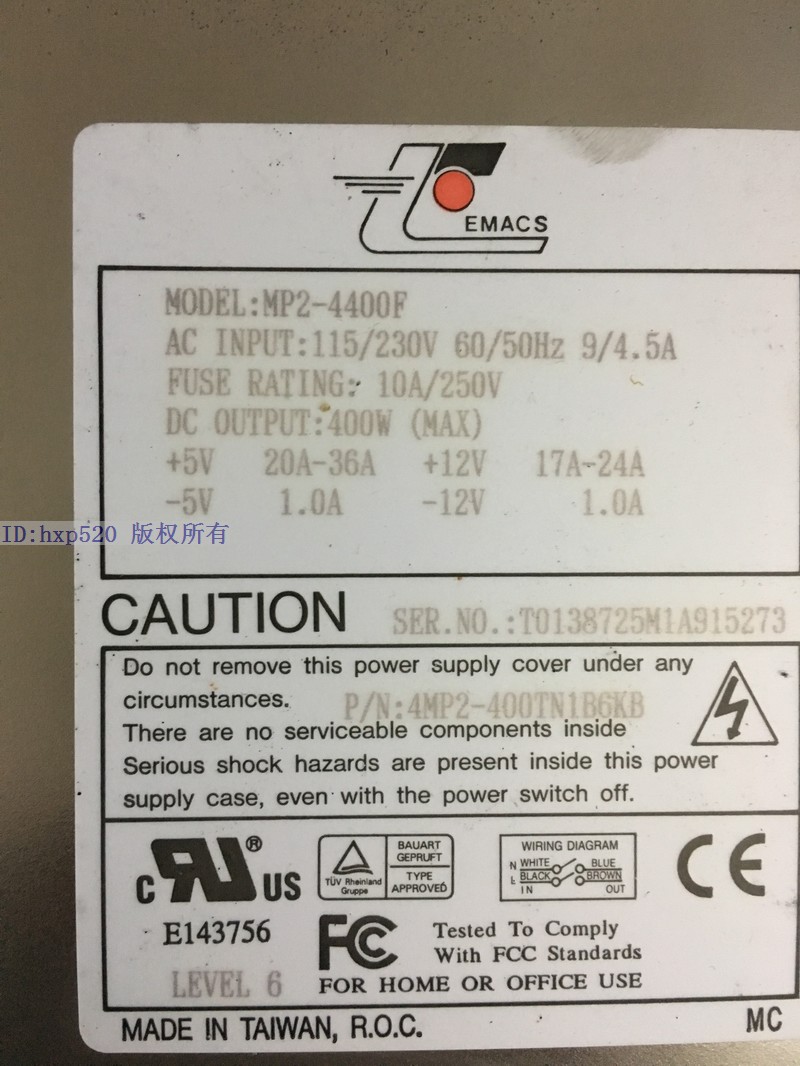 EMACS
MODEL:MP2-4400F
AC INPUT:115/230V 60/50Hz 9/4.5A
FUSE RATING: 10A/250V
DC OUTPUT:400W (MAX)
+5V 20A-36A +12V 17A-24A
-5V 1.0A -12V 1.0A
ID:hxp520 版权所有
CAUTION SER.NO.:T0138725M1A915273
Do not remove this power supply cover under any
circumstances.
P/N:4MP2-400TN1B6KB
There are no serviceable components inside
Serious shock hazards are present inside this power
supply case, even with the power switch off.
c RU US ®
E143756
LEVEL 6
TÜV Rheinland
Gruppe
BAUART
GEPRUFT
TYPE
APPROVED
WIRING DIAGRAM
N WHITE BLUE
L BLACK BROWN
IN OUT
CE
FC
Tested To Comply
With FCC Standards
FOR HOME OR OFFICE USE
MADE IN TAIWAN, R.O.C.
MC